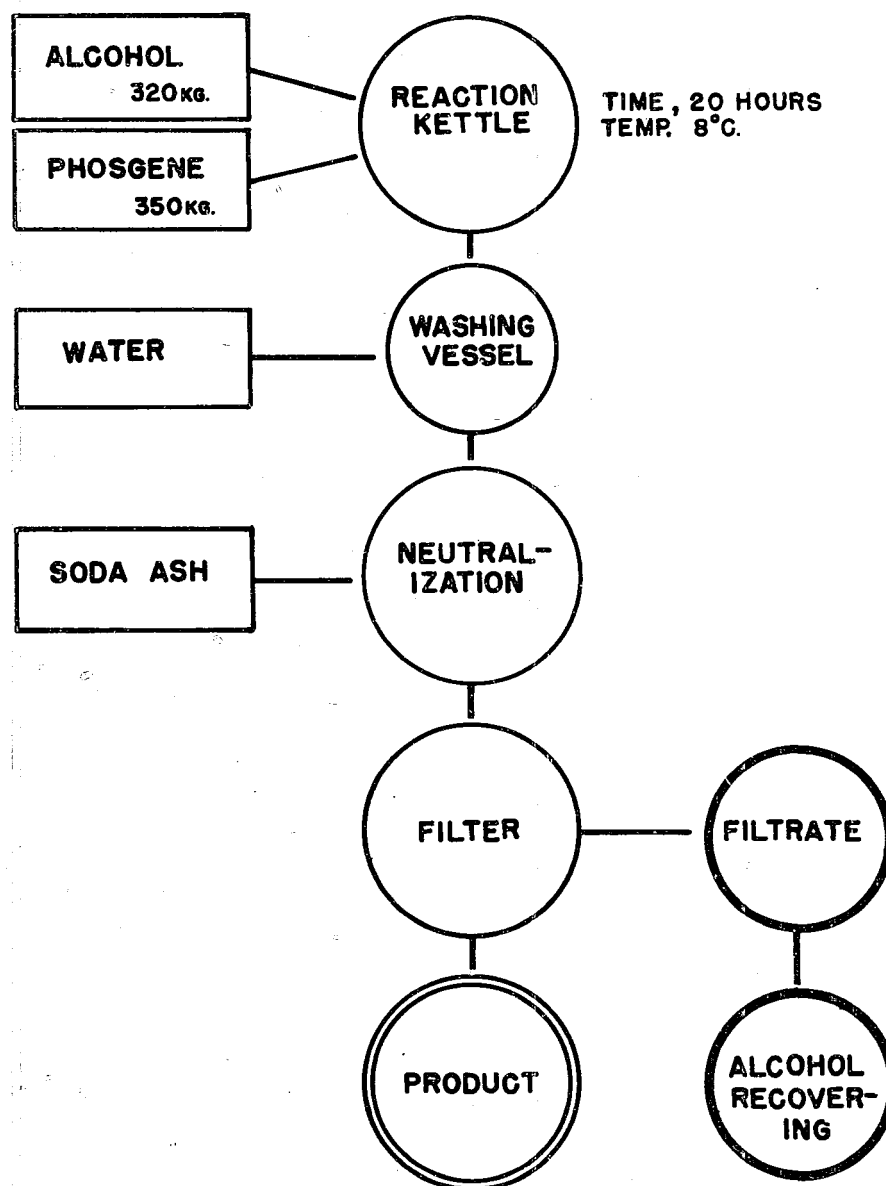 ALCOHOL.
320 KG.
REACTION
KETTLE
TIME, 20 HOURS
TEMP. 8°C.
PHOSGENE
350 KG.
WATER
WASHING
VESSEL
SODA ASH
NEUTRAL-
IZATION
FILTER
FILTRATE
PRODUCT
ALCOHOL
RECOVER-
ING